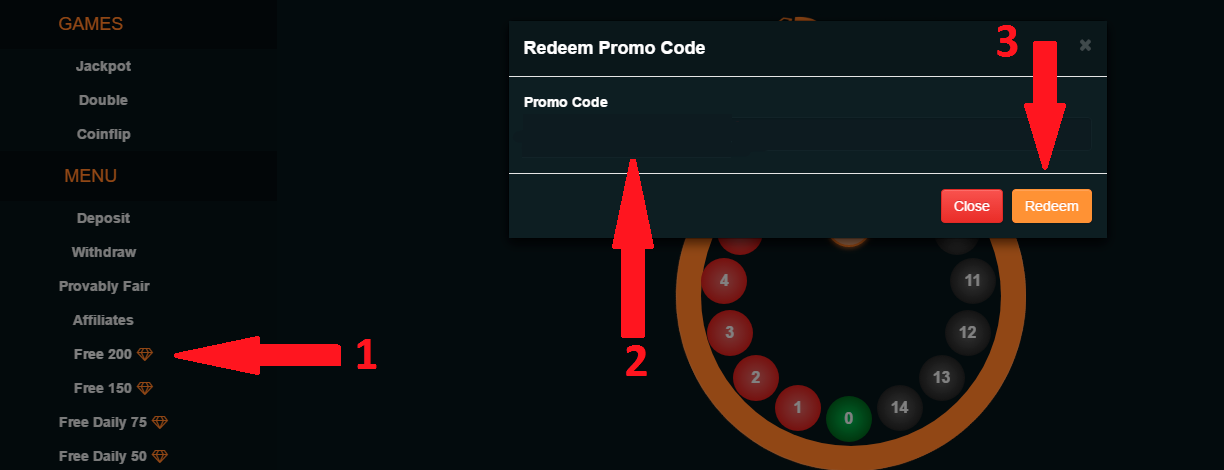 GAMES
Jackpot
Double
Coinflip
MENU
Deposit
Withdraw
Provably Fair
Affiliates
Free 200
Free 150
Free Daily 75
Free Daily 50
1
Redeem Promo Code
3
Promo Code
Close
Redeem
2
4
11
3
12
2
13
1
14
0